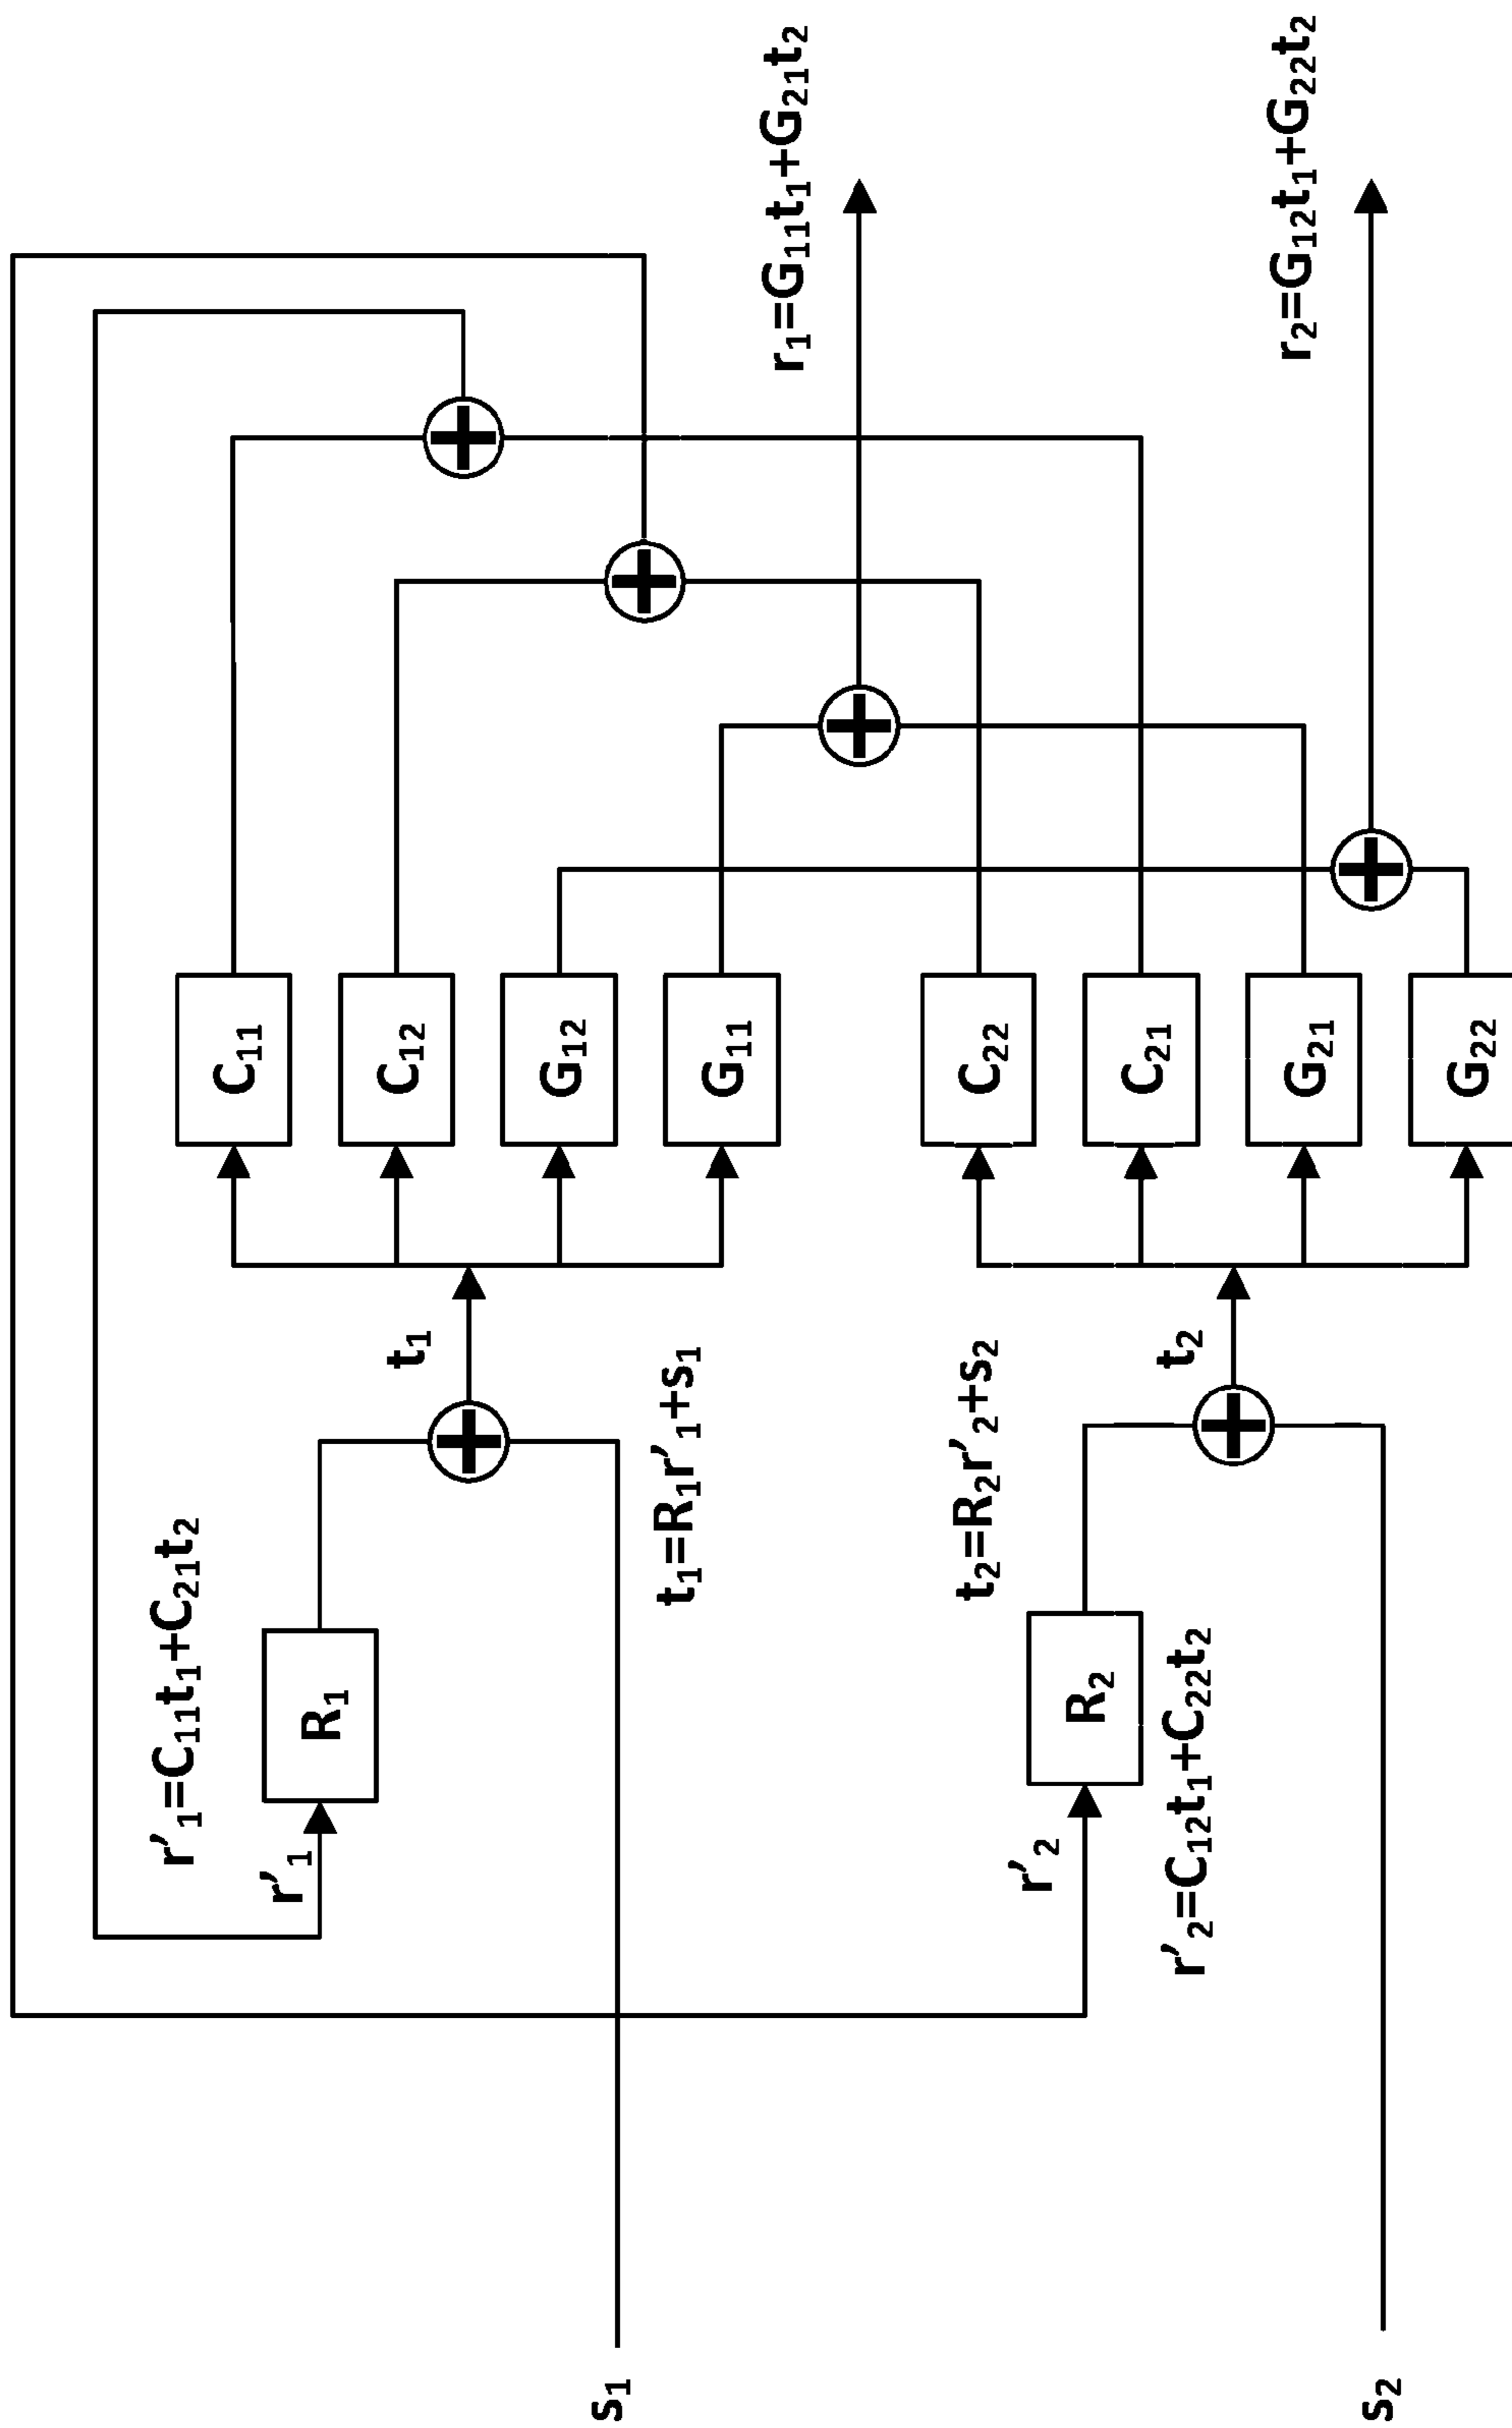 r′₁=C₁₁t₁+C₂₁t₂
r′₁
R₁
t₁
t₁=R₁r′₁+s₁
s₁
C₁₁
C₁₂
G₁₂
G₁₁
r₁=G₁₁t₁+G₂₁t₂
t₂=R₂r′₂+s₂
r′₂
R₂
r′₂=C₁₂t₁+C₂₂t₂
t₂
s₂
C₂₂
C₂₁
G₂₁
G₂₂
r₂=G₁₂t₁+G₂₂t₂